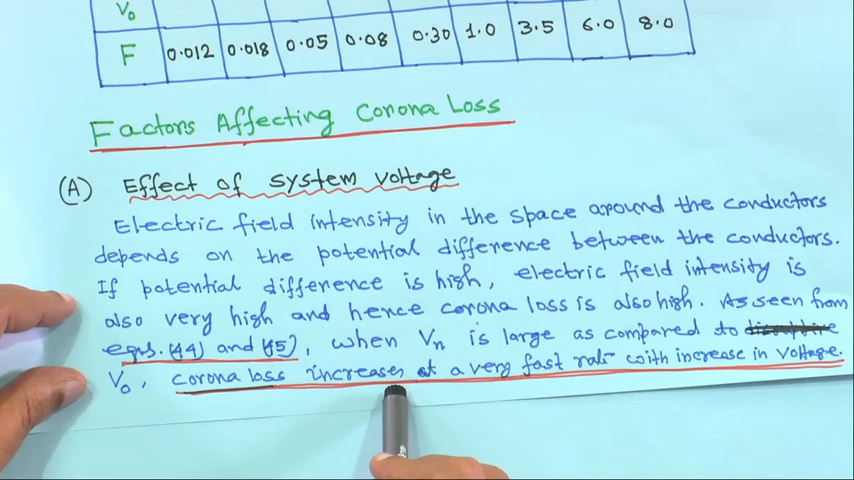 V₀
F 0.012 0.018 0.05 0.08 0.30 1.0 3.5 6.0 8.0
Factors Affecting Corona Loss
(A) Effect of System Voltage
Electric field intensity in the space around the conductors
depends on the potential difference between the conductors.
If potential difference is high, electric field intensity is
also very high and hence corona loss is also high. As seen from
eqns. (44) and (45), when Vn is large as compared to
V₀, corona loss increases at a very fast rate with increase in voltage.